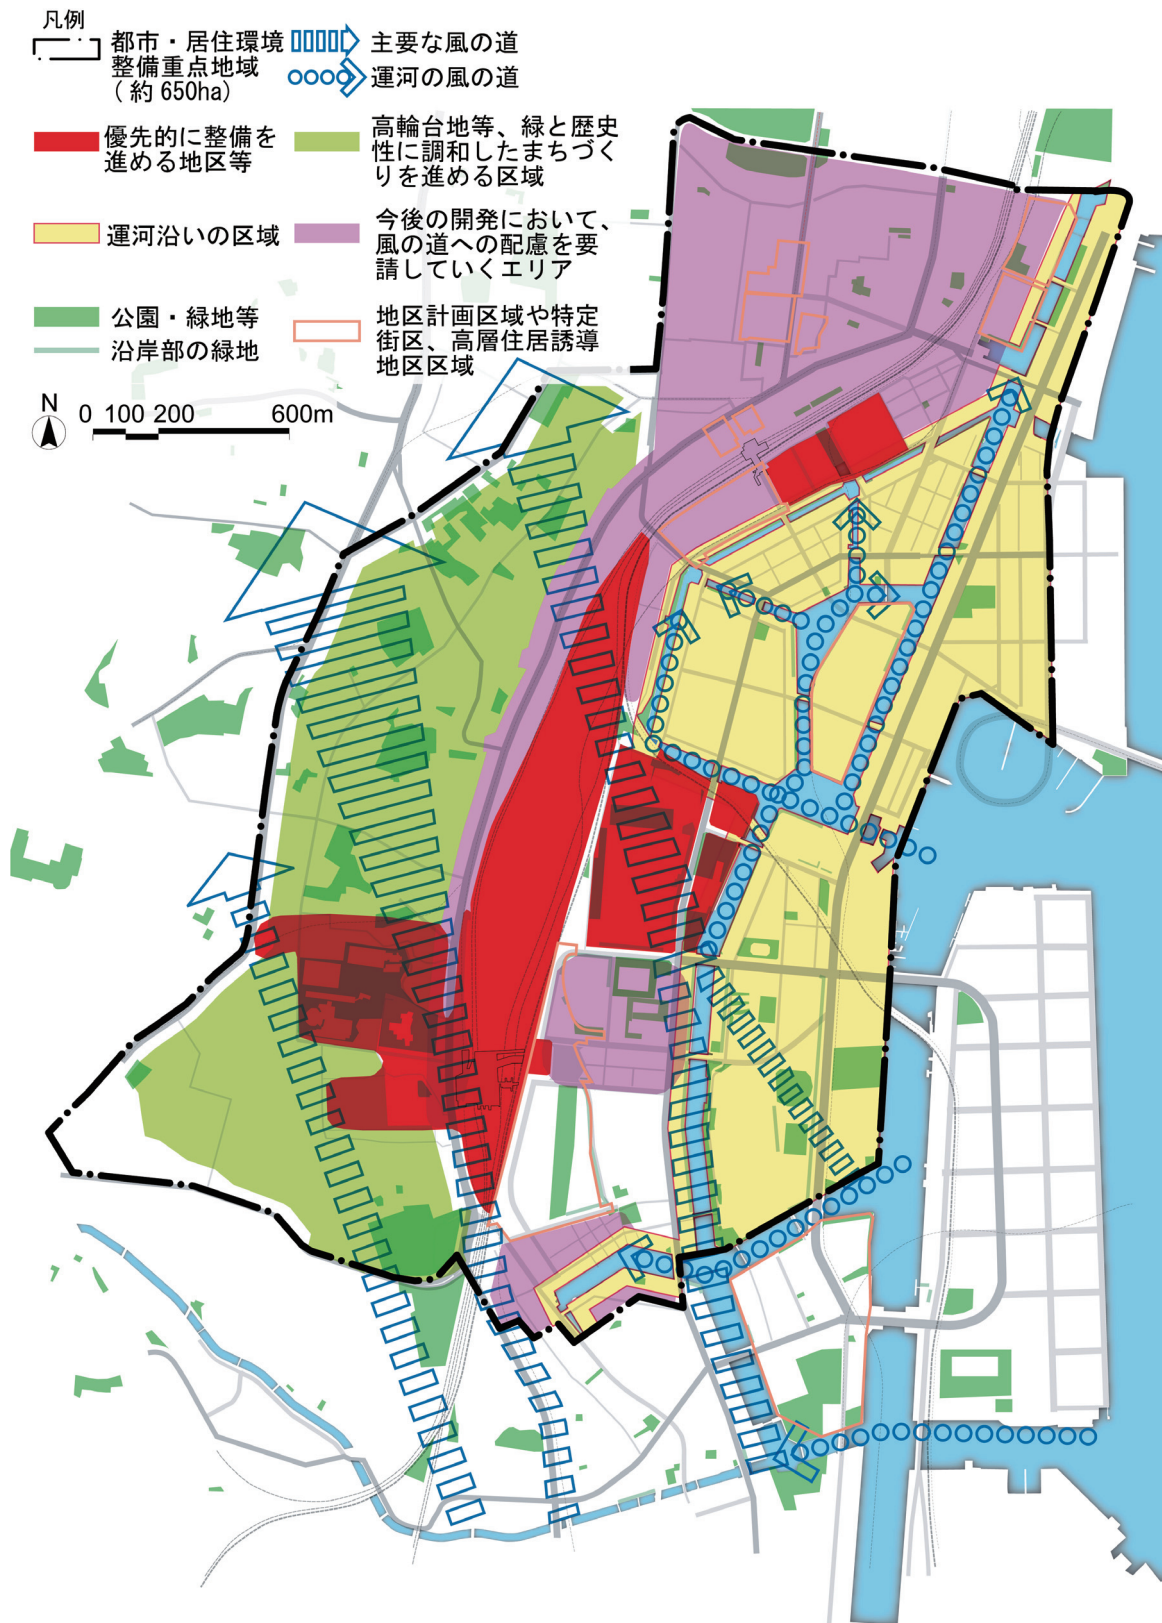 凡例
都市・居住環境
整備重点地域
（約 650ha）
主要な風の道
運河の風の道
優先的に整備を
進める地区等
高輪台地等、緑と歴史
性に調和したまちづく
りを進める区域
運河沿いの区域
今後の開発において、
風の道への配慮を要
請していくエリア
公園・緑地等
沿岸部の緑地
地区計画区域や特定
街区、高層住居誘導
地区区域
N
0 100 200 600m